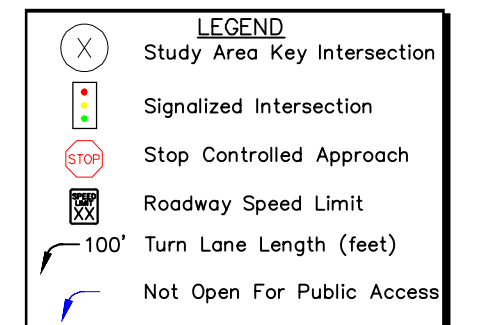 LEGEND
X Study Area Key Intersection
Signalized Intersection
STOP Stop Controlled Approach
SPEED
LIMIT
XX Roadway Speed Limit
100' Turn Lane Length (feet)
Not Open For Public Access